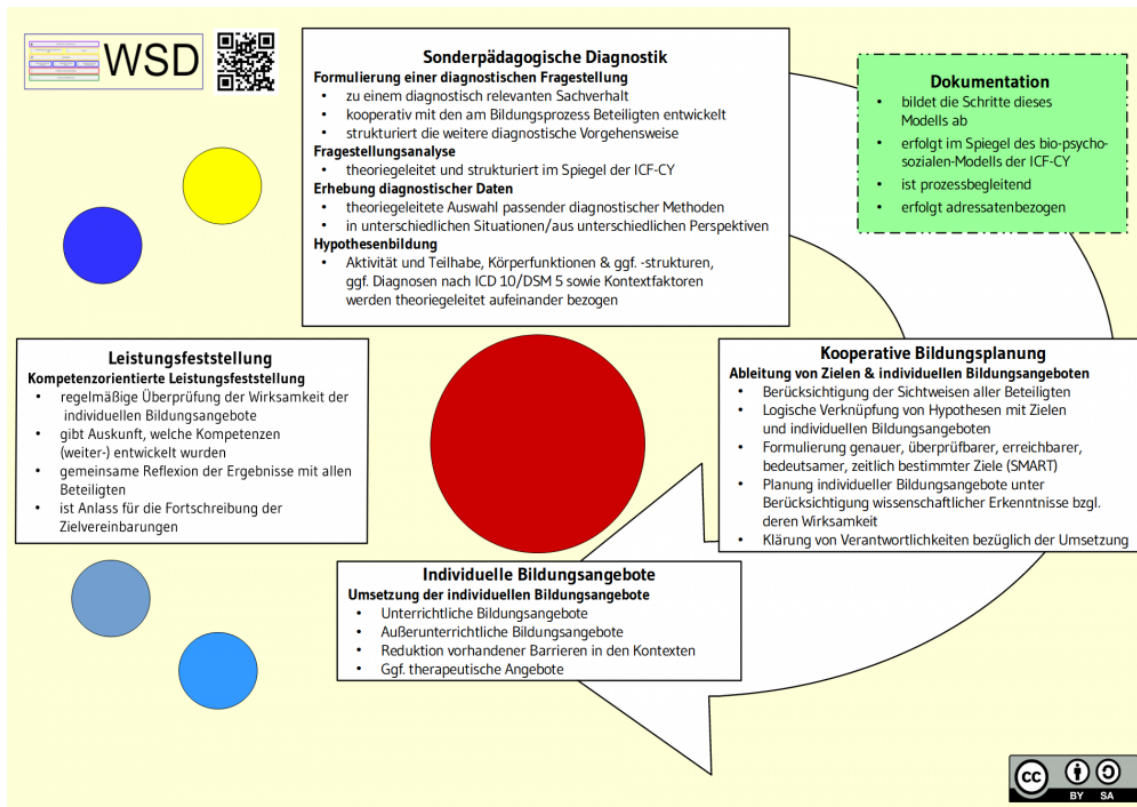 WSD
Sonderpädagogische Diagnostik
Formulierung einer diagnostischen Fragestellung
• zu einem diagnostisch relevanten Sachverhalt
• kooperativ mit den am Bildungsprozess Beteiligten entwickelt
• strukturiert die weitere diagnostische Vorgehensweise
Fragestellungsanalyse
• theoriegeleitet und strukturiert im Spiegel der ICF-CY
Erhebung diagnostischer Daten
• theoriegeleitete Auswahl passender diagnostischer Methoden
• in unterschiedlichen Situationen/aus unterschiedlichen Perspektiven
Hypothesenbildung
• Aktivität und Teilhabe, Körperfunktionen & ggf. -strukturen,
ggf. Diagnosen nach ICD 10/DSM 5 sowie Kontextfaktoren
werden theoriegeleitet aufeinander bezogen
Dokumentation
• bildet die Schritte dieses
Modells ab
• erfolgt im Spiegel des bio-psycho-
sozialen-Modells der ICF-CY
• ist prozessbegleitend
• erfolgt adressatenbezogen
Leistungsfeststellung
Kompetenzorientierte Leistungsfeststellung
• regelmäßige Überprüfung der Wirksamkeit der
individuellen Bildungsangebote
• gibt Auskunft, welche Kompetenzen
(weiter-) entwickelt wurden
• gemeinsame Reflexion der Ergebnisse mit allen
Beteiligten
• ist Anlass für die Fortschreibung der
Zielvereinbarungen
Kooperative Bildungsplanung
Ableitung von Zielen & individuellen Bildungsangeboten
• Berücksichtigung der Sichtweisen aller Beteiligten
• Logische Verknüpfung von Hypothesen mit Zielen
und individuellen Bildungsangeboten
• Formulierung genauer, überprüfbarer, erreichbarer,
bedeutsamer, zeitlich bestimmter Ziele (SMART)
• Planung individueller Bildungsangebote unter
Berücksichtigung wissenschaftlicher Erkenntnisse bzgl.
deren Wirksamkeit
• Klärung von Verantwortlichkeiten bezüglich der Umsetzung
Individuelle Bildungsangebote
Umsetzung der individuellen Bildungsangebote
• Unterrichtliche Bildungsangebote
• Außerunterrichtliche Bildungsangebote
• Reduktion vorhandener Barrieren in den Kontexten
• Ggf. therapeutische Angebote
cc
BY SA